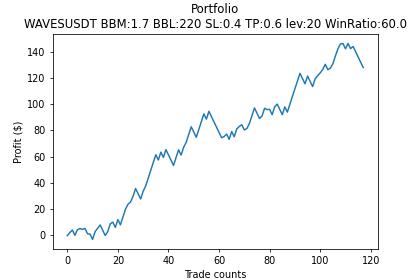 Portfolio
WAVESUSDT BBM:1.7 BBL:220 SL:0.4 TP:0.6 lev:20 WinRatio:60.0
140
120
100
80
60
40
20
0
Profit ($)
0 20 40 60 80 100 120
Trade counts